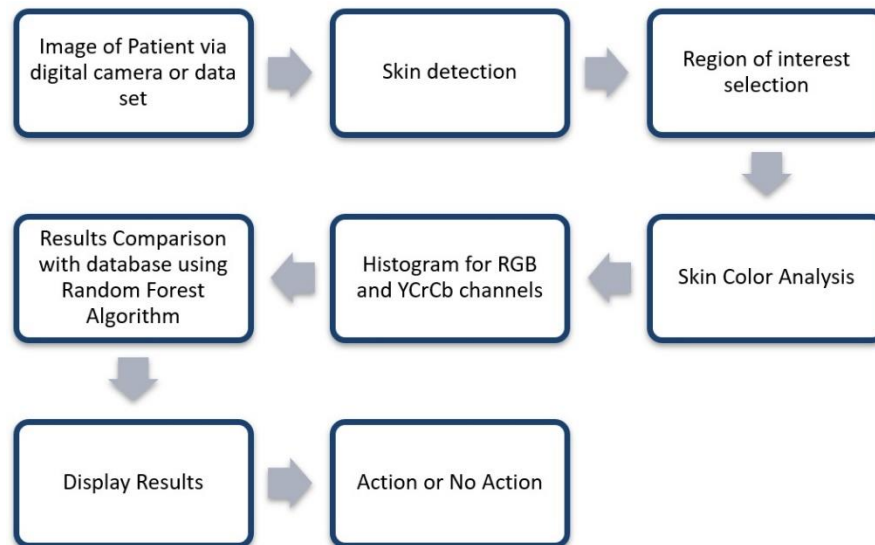 Image of Patient via
digital camera or data
set
Skin detection
Region of interest
selection
Skin Color Analysis
Histogram for RGB
and YCrCb channels
Results Comparison
with database using
Random Forest
Algorithm
Display Results
Action or No Action